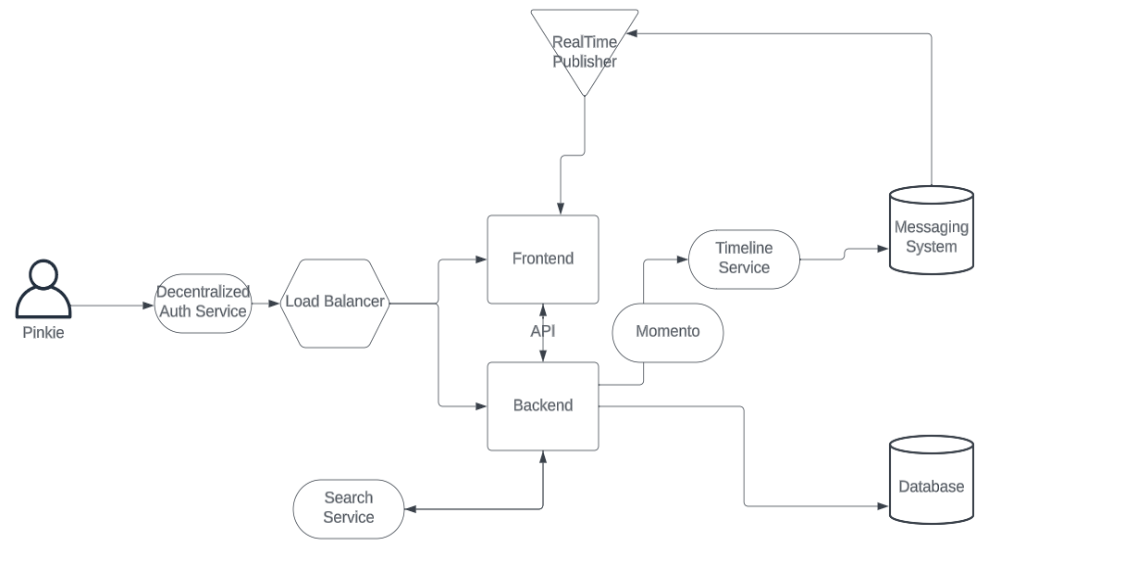 RealTime
Publisher
Messaging
System
Timeline
Service
Frontend
Decentralized
Auth Service
Load Balancer
Pinkie
API
Momento
Backend
Database
Search
Service